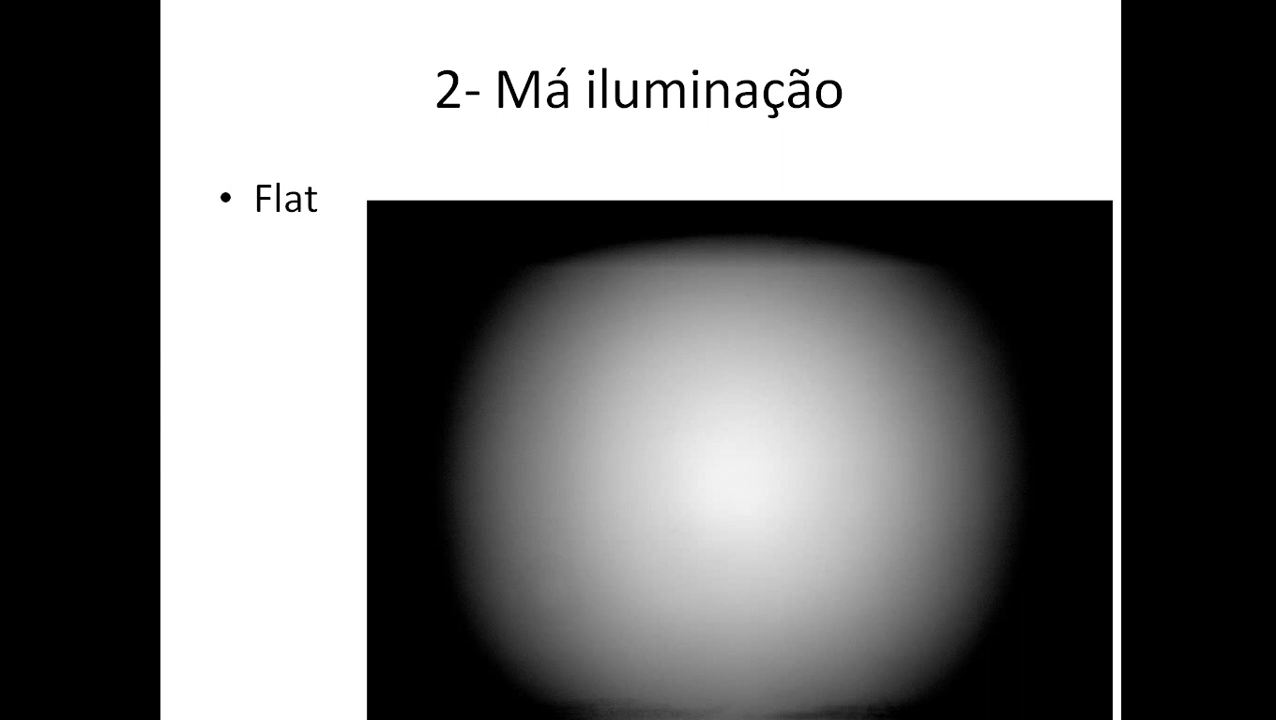 2- Má iluminação
• Flat